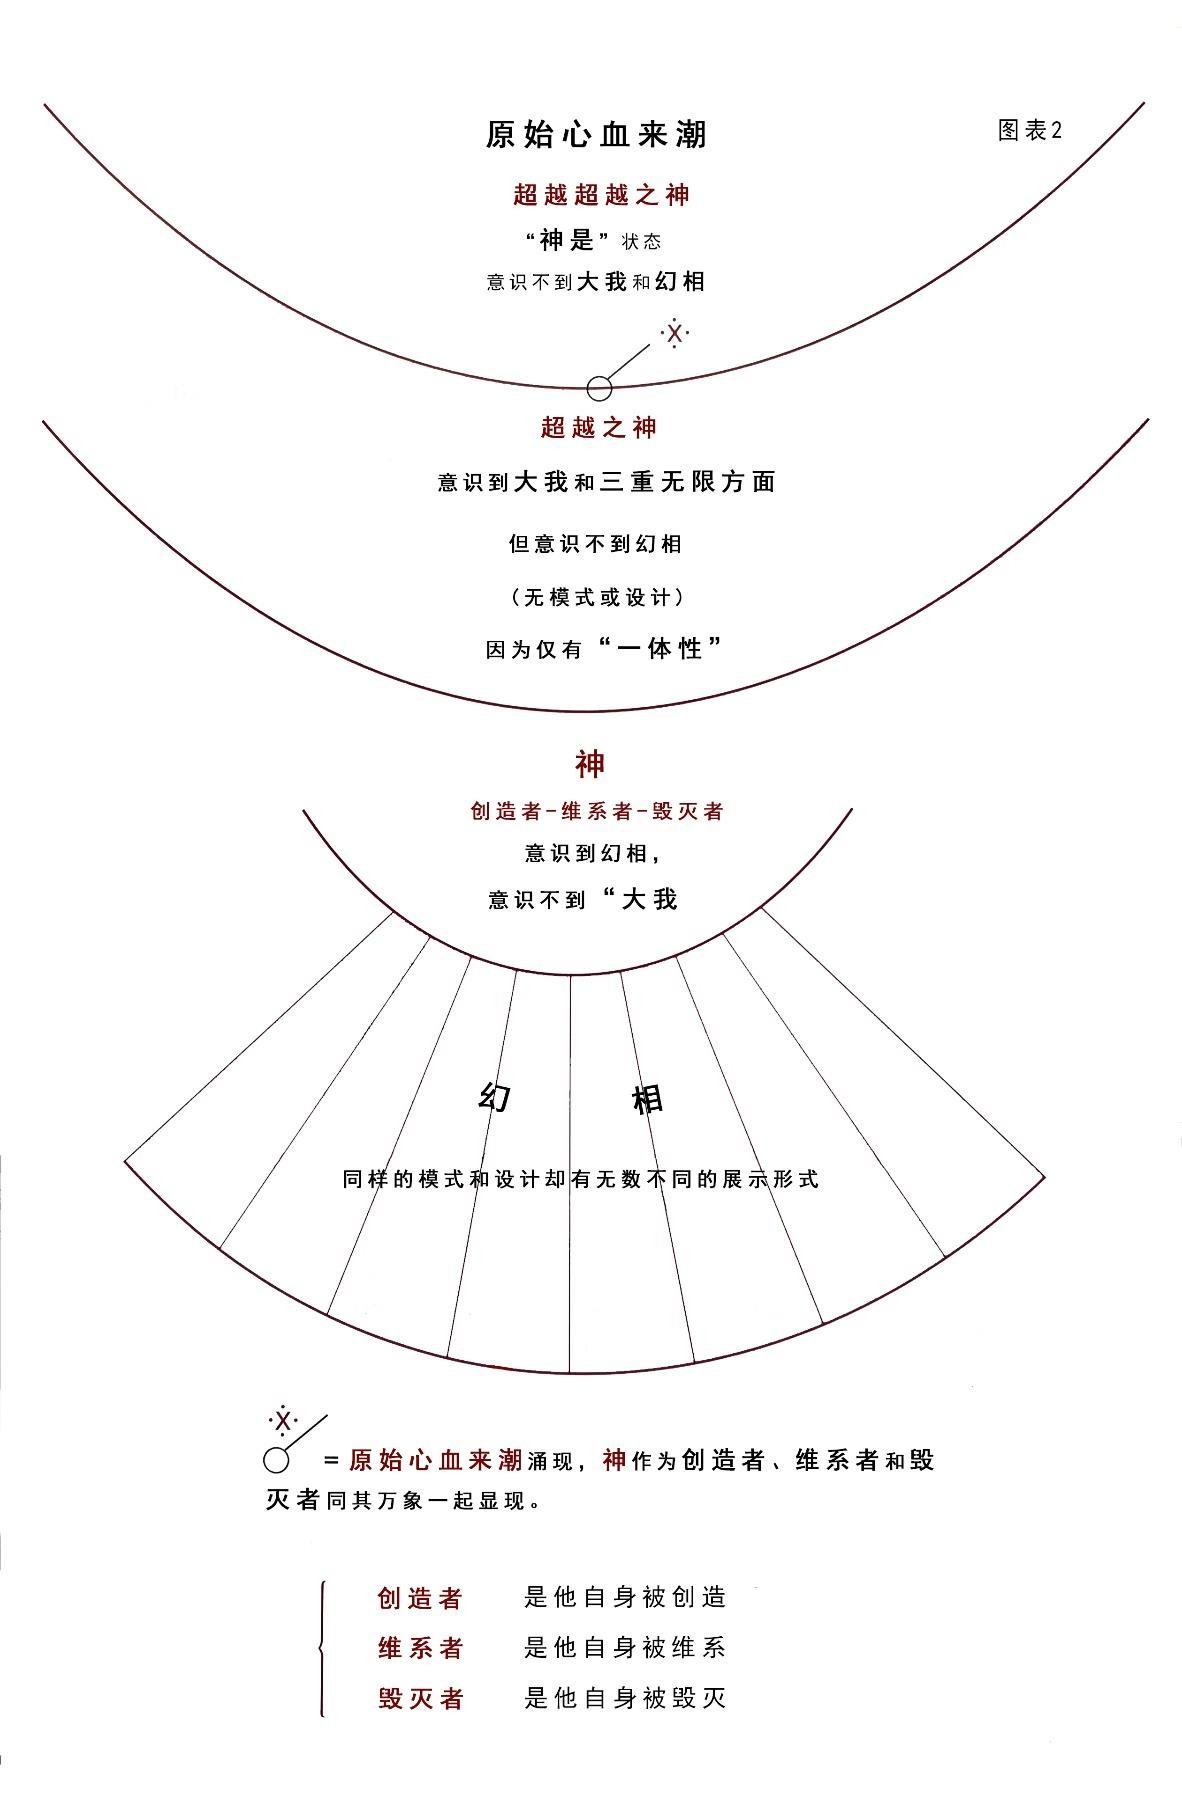 原始心血来潮
图表2
超越超越之神
“神是”状态
意识不到大我和幻相
·X·
超越之神
意识到大我和三重无限方面
但意识不到幻相
（无模式或设计）
因为仅有“一体性”
神
创造者-维系者-毁灭者
意识到幻相，
意识不到“大我
幻相
同样的模式和设计却有无数不同的展示形式
·X·
=原始心血来潮涌现，神作为创造者、维系者和毁
灭者同其万象一起显现。
创造者 是他自身被创造
维系者 是他自身被维系
毁灭者 是他自身被毁灭